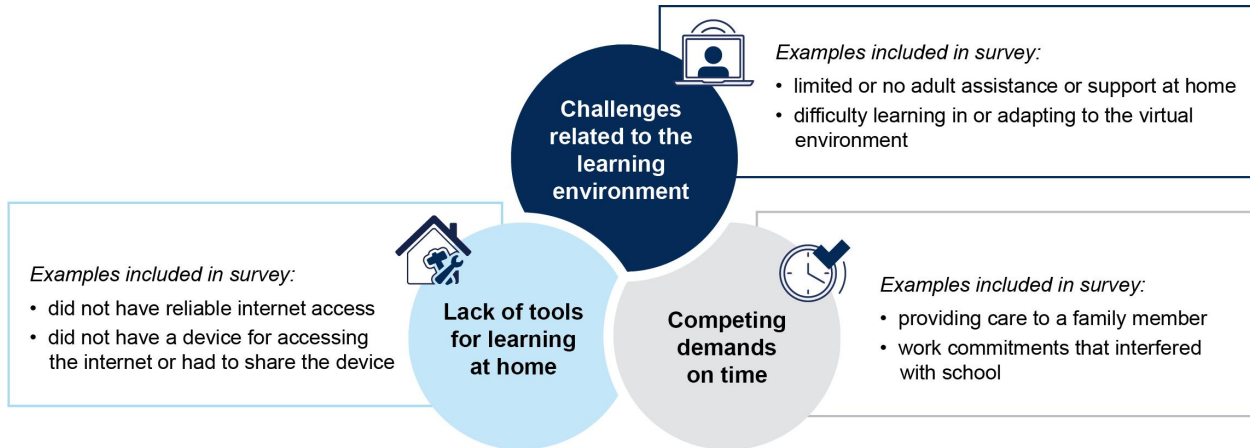 Challenges
related to the
learning
environment
Examples included in survey:
• limited or no adult assistance or support at home
• difficulty learning in or adapting to the virtual
environment
Examples included in survey:
• did not have reliable internet access
• did not have a device for accessing
the internet or had to share the device
Lack of tools
for learning
at home
Competing
demands
on time
Examples included in survey:
• providing care to a family member
• work commitments that interfered
with school